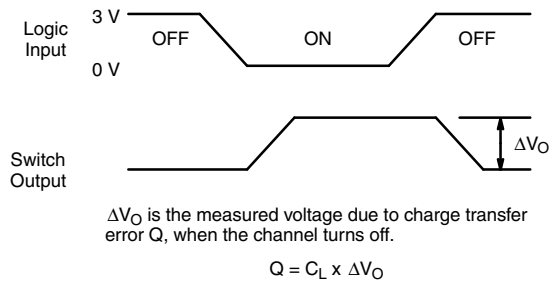 Logic
Input
3 V
0 V
OFF
ON
OFF
Switch
Output
ΔVO
ΔVO is the measured voltage due to charge transfer
error Q, when the channel turns off.
Q = CL x ΔVO